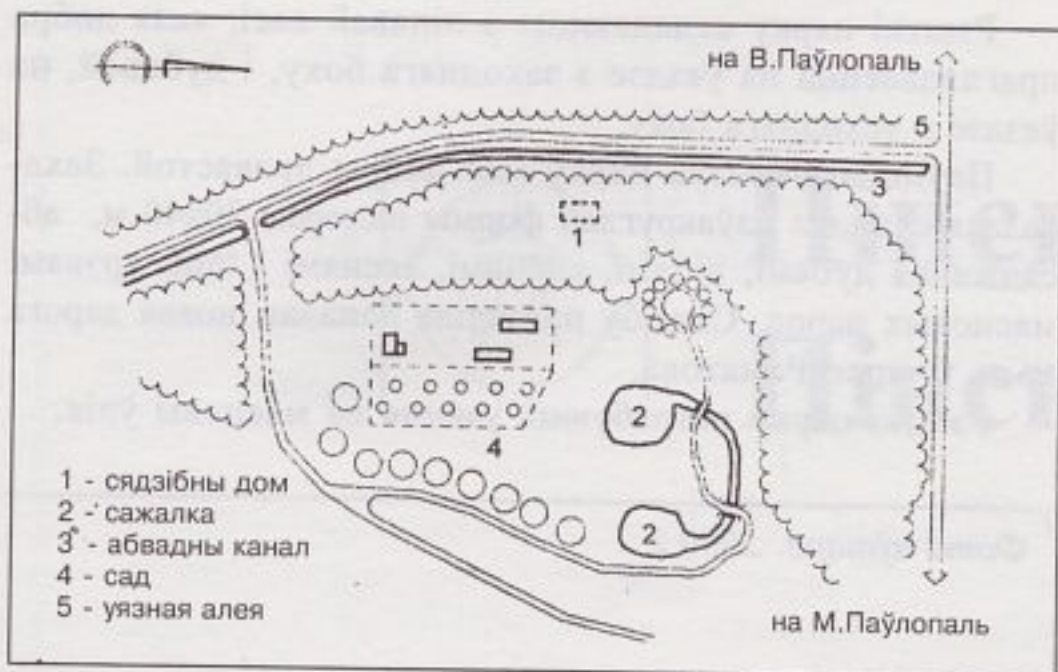 на В.Паўлопаль
5
3
1
2
4
2
1 - сядзібны дом
2 - сажалка
3 - абвадны канал
4 - сад
5 - уязная алея
на М.Паўлопаль